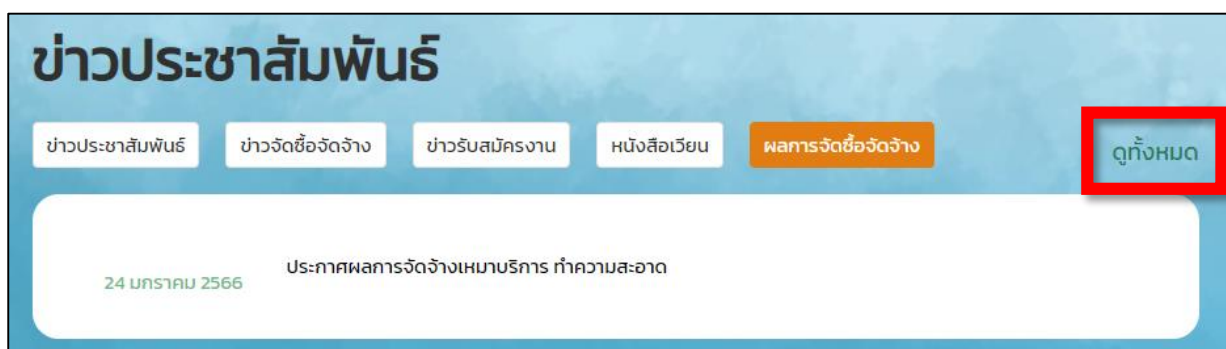 ข่าวประชาสัมพันธ์
ข่าวประชาสัมพันธ์ ข่าวจัดซื้อจัดจ้าง ข่าวรับสมัครงาน หนังสือเวียน ผลการจัดซื้อจัดจ้าง ดูทั้งหมด
ประกาศผลการจัดจ้างเหมาบริการ ทำความสะอาด
24 มกราคม 2566